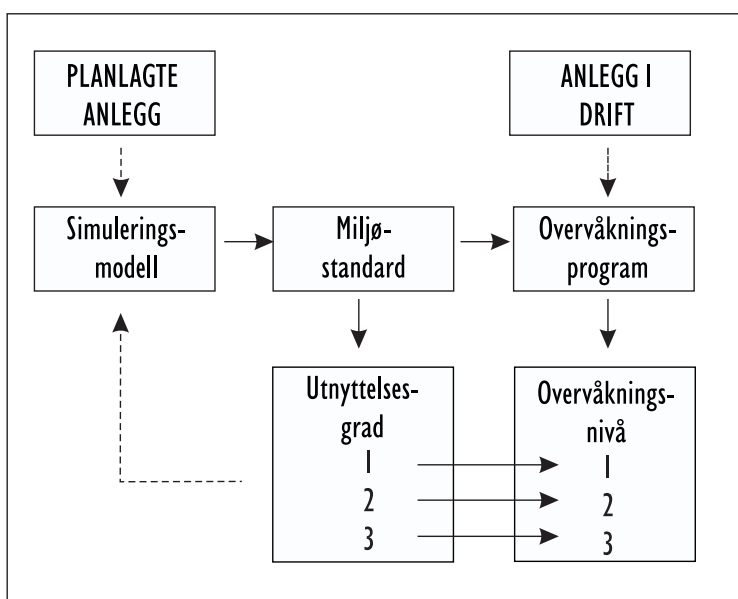 PLANLAGTE
ANLEGG
ANLEGG I
DRIFT
Simulerings-
modell
Miljø-
standard
Overvåknings-
program
Utnyttelses-
grad
1
2
3
Overvåknings-
nivå
1
2
3